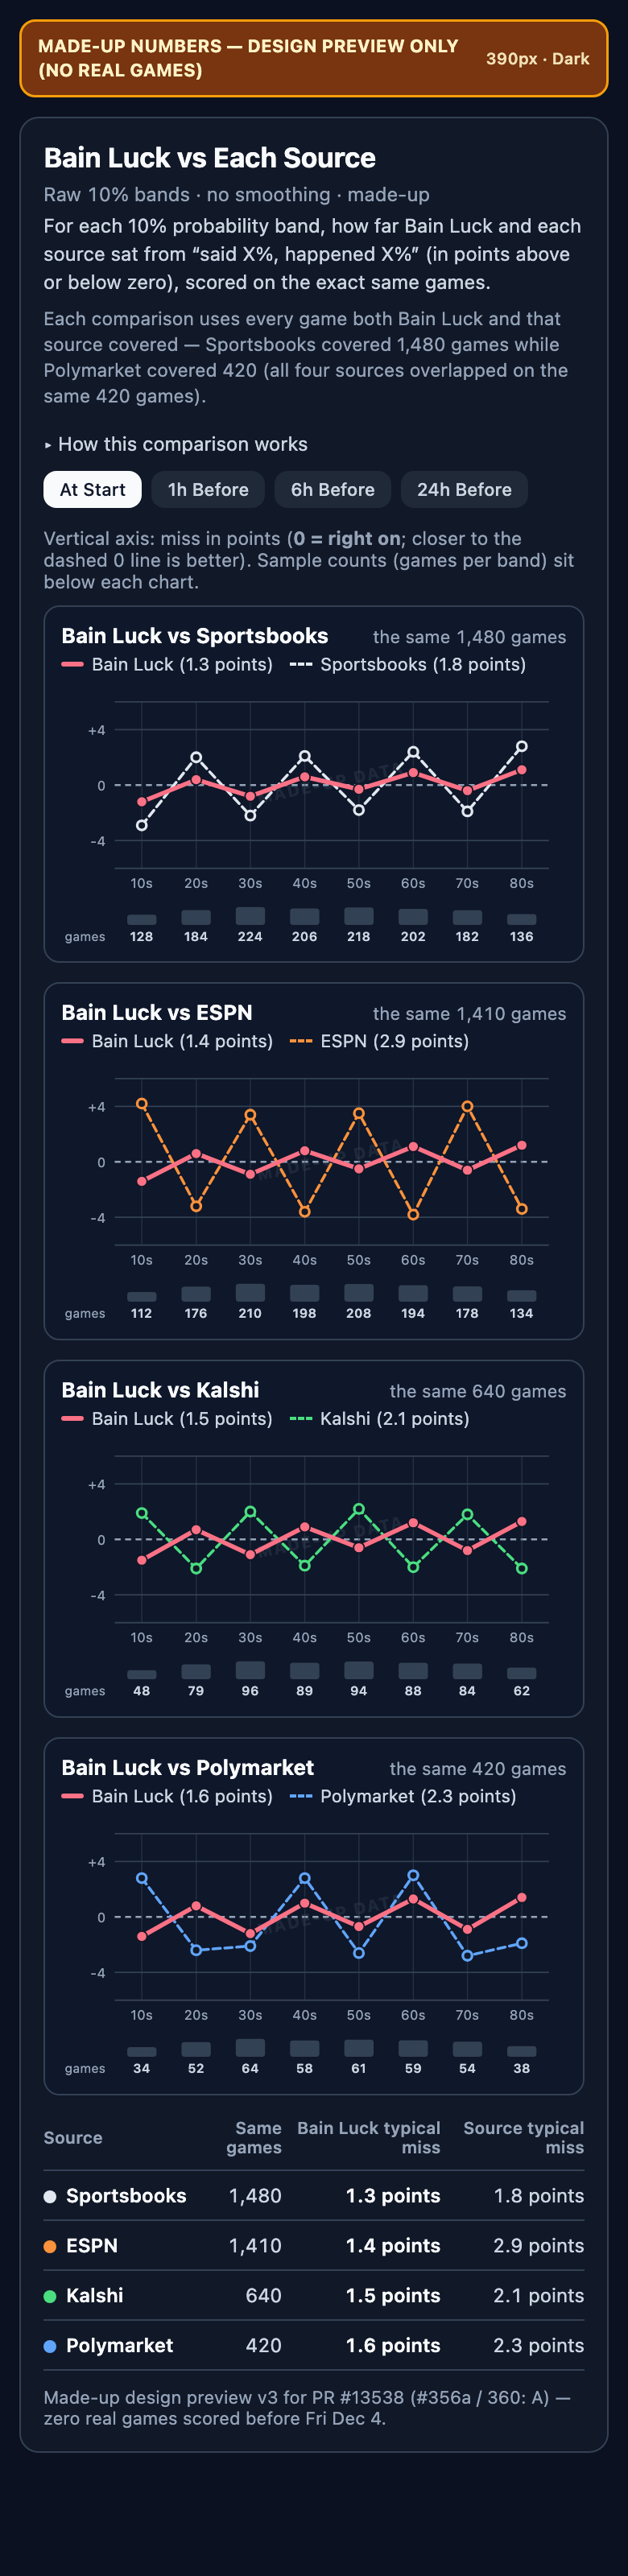 MADE-UP NUMBERS — DESIGN PREVIEW ONLY
(NO REAL GAMES)
390px · Dark
Bain Luck vs Each Source
Raw 10% bands · no smoothing · made-up
For each 10% probability band, how far Bain Luck and each
source sat from “said X%, happened X%” (in points above
or below zero), scored on the exact same games.
Each comparison uses every game both Bain Luck and that
source covered — Sportsbooks covered 1,480 games while
Polymarket covered 420 (all four sources overlapped on the
same 420 games).
▸ How this comparison works
At Start 1h Before 6h Before 24h Before
Vertical axis: miss in points (0 = right on; closer to the
dashed 0 line is better). Sample counts (games per band) sit
below each chart.
Bain Luck vs Sportsbooks the same 1,480 games
Bain Luck (1.3 points) Sportsbooks (1.8 points)
+4
0
MADE-UP DATA
-4
10s 20s 30s 40s 50s 60s 70s 80s
games 128 184 224 206 218 202 182 136
Bain Luck vs ESPN the same 1,410 games
Bain Luck (1.4 points) ESPN (2.9 points)
+4
0
MADE-UP DATA
-4
10s 20s 30s 40s 50s 60s 70s 80s
games 112 176 210 198 208 194 178 134
Bain Luck vs Kalshi the same 640 games
Bain Luck (1.5 points) Kalshi (2.1 points)
+4
0
MADE-UP DATA
-4
10s 20s 30s 40s 50s 60s 70s 80s
games 48 79 96 89 94 88 84 62
Bain Luck vs Polymarket the same 420 games
Bain Luck (1.6 points) Polymarket (2.3 points)
+4
0
MADE-UP DATA
-4
10s 20s 30s 40s 50s 60s 70s 80s
games 34 52 64 58 61 59 54 38
Source Same games Bain Luck typical miss Source typical miss
Sportsbooks 1,480 1.3 points 1.8 points
ESPN 1,410 1.4 points 2.9 points
Kalshi 640 1.5 points 2.1 points
Polymarket 420 1.6 points 2.3 points
Made-up design preview v3 for PR #13538 (#356a / 360: A) —
zero real games scored before Fri Dec 4.